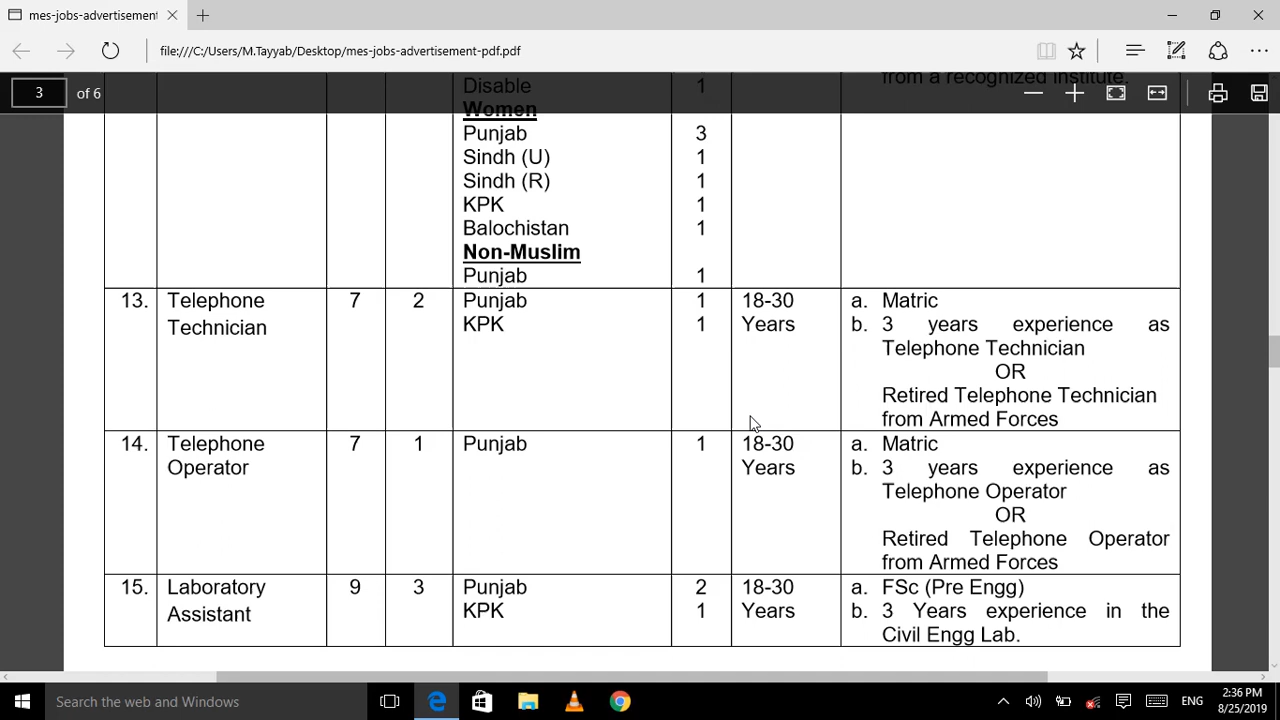 mes-jobs-advertisement
file:///C:/Users/M.Tayyab/Desktop/mes-jobs-advertisement-pdf.pdf
3 of 6
from a recognized institute.
Disable 1
Women
Punjab 3
Sindh (U) 1
Sindh (R) 1
KPK 1
Balochistan 1
Non-Muslim
Punjab 1
13. Telephone 7 2 Punjab 1 18-30 a. Matric
Technician KPK 1 Years b. 3 years experience as
Telephone Technician
OR
Retired Telephone Technician
from Armed Forces
14. Telephone 7 1 Punjab 1 18-30 a. Matric
Operator Years b. 3 years experience as
Telephone Operator
OR
Retired Telephone Operator
from Armed Forces
15. Laboratory 9 3 Punjab 2 18-30 a. FSc (Pre Engg)
Assistant KPK 1 Years b. 3 Years experience in the
Civil Engg Lab.
Search the web and Windows
ENG
2:36 PM
8/25/2019